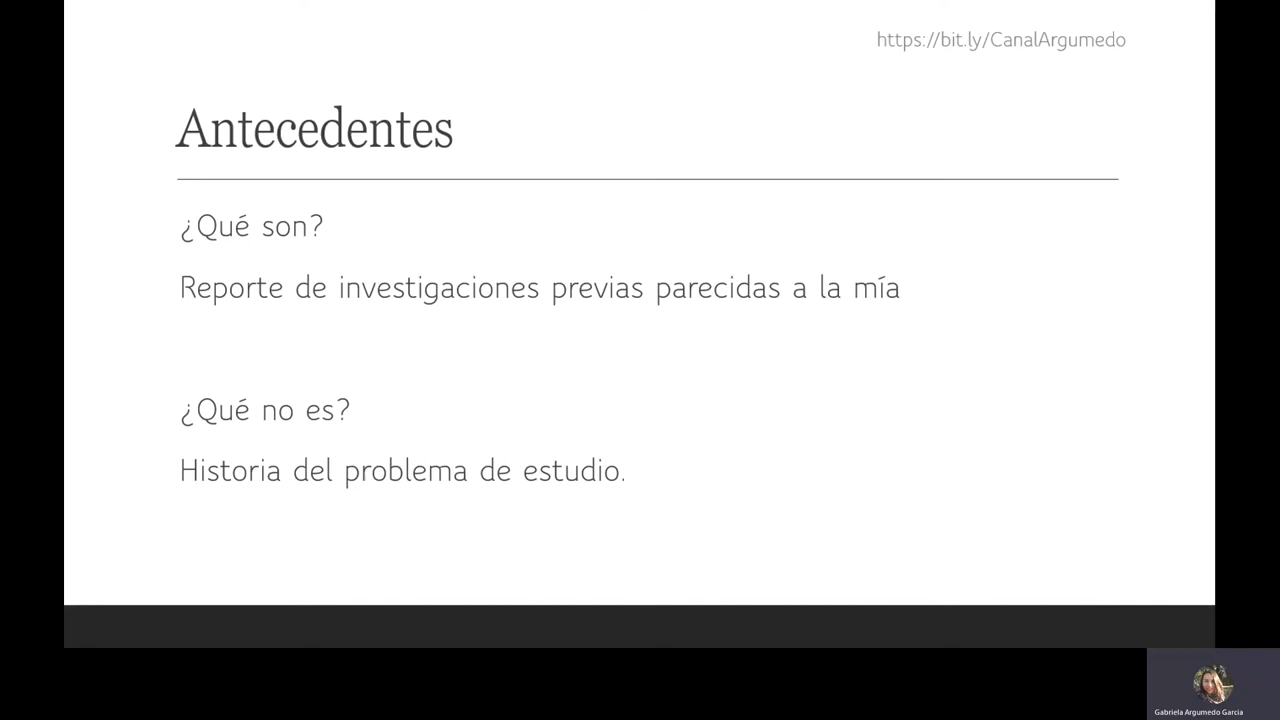 https://bit.ly/CanalArgumedo
Antecedentes
¿Qué son?
Reporte de investigaciones previas parecidas a la mía
¿Qué no es?
Historia del problema de estudio.
Gabriela Argumedo Garcia